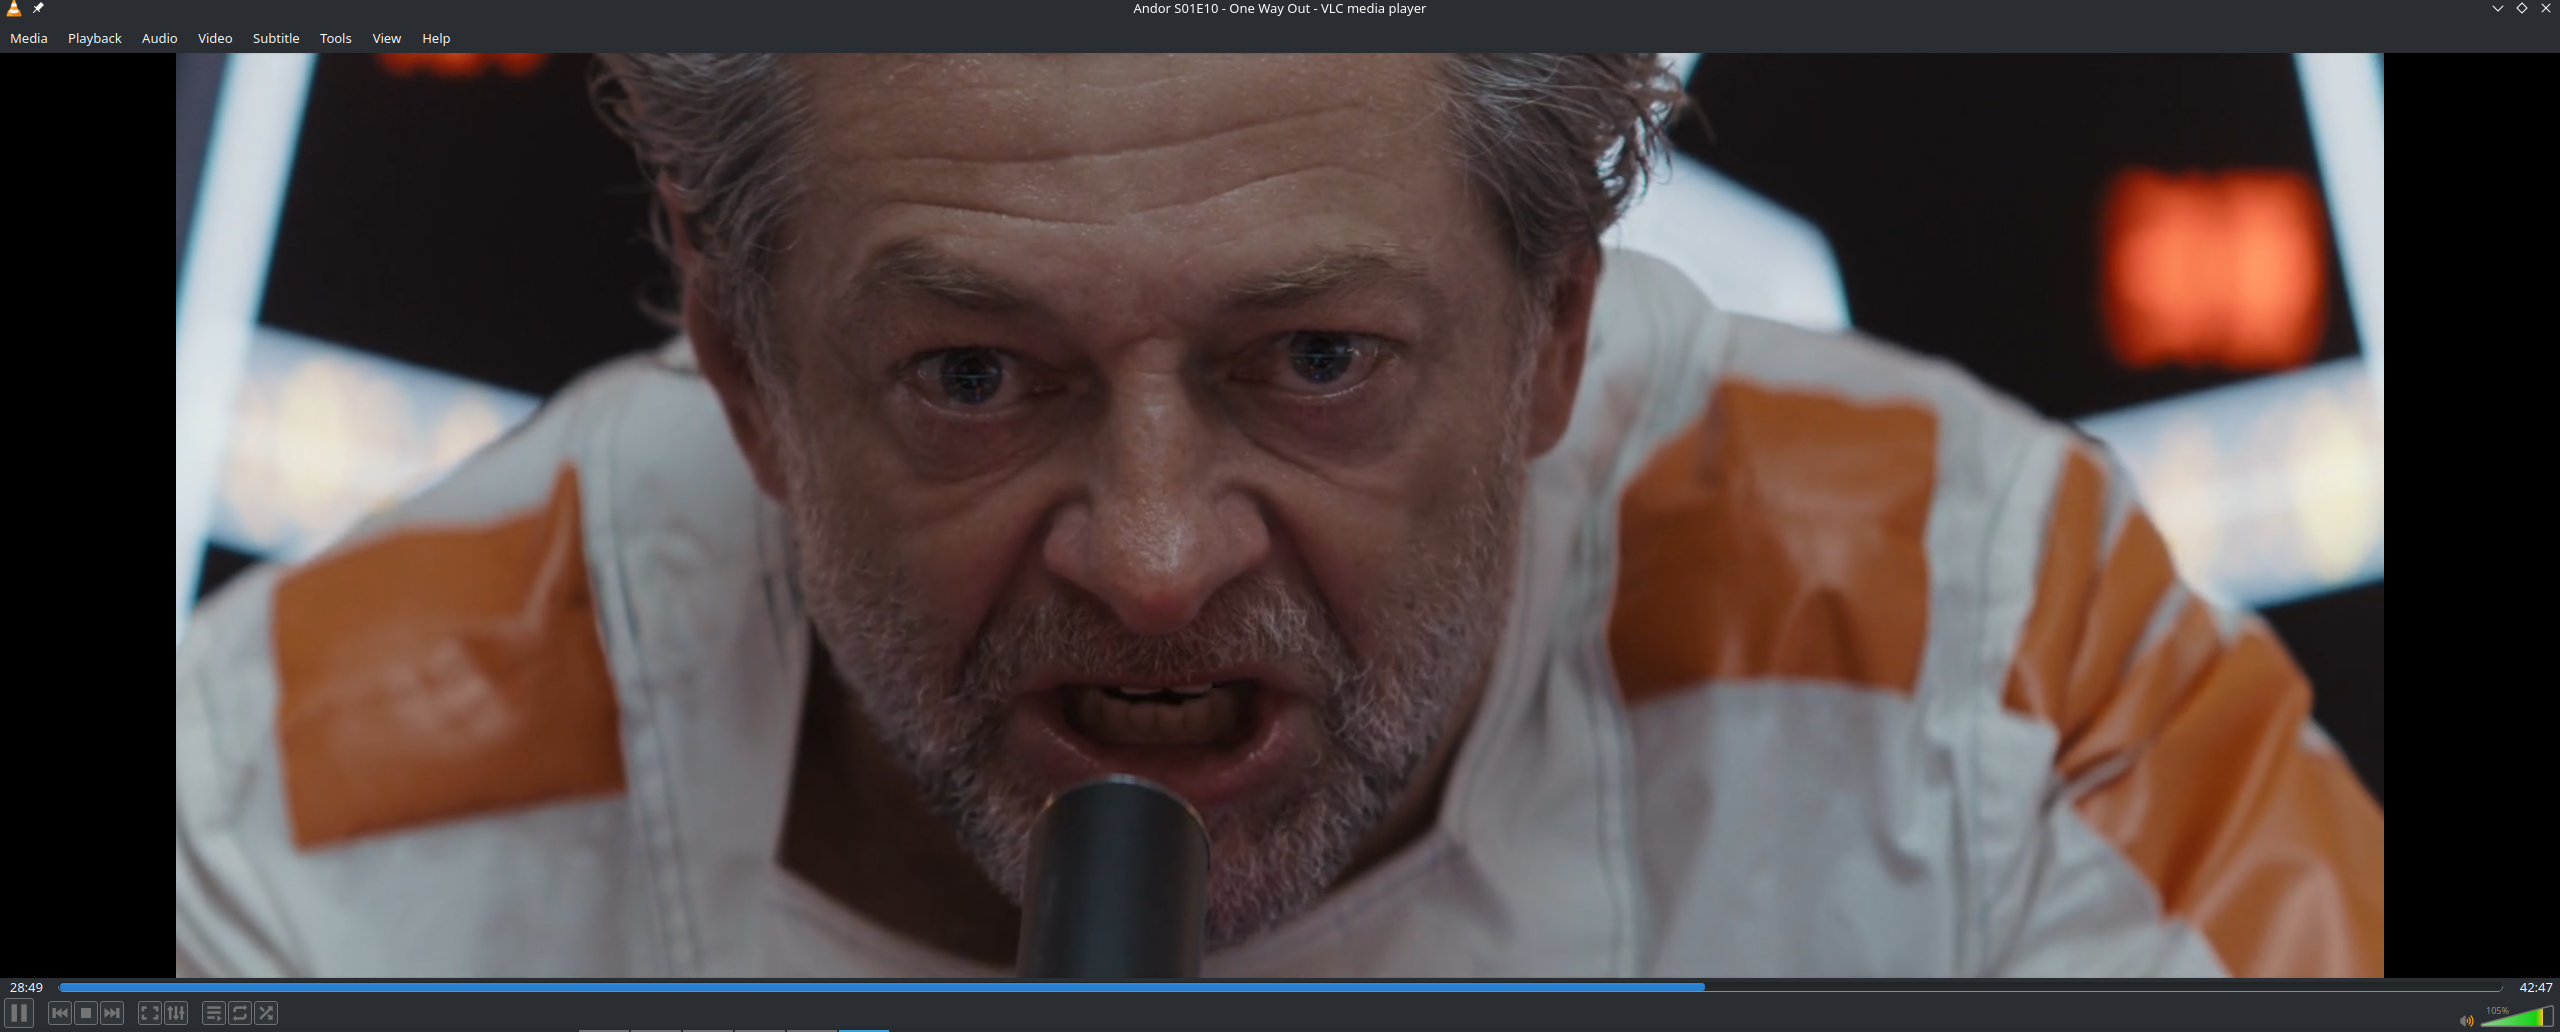 Andor S01E10 - One Way Out - VLC media player
Media Playback Audio Video Subtitle Tools View Help
28:49 42:47
105%